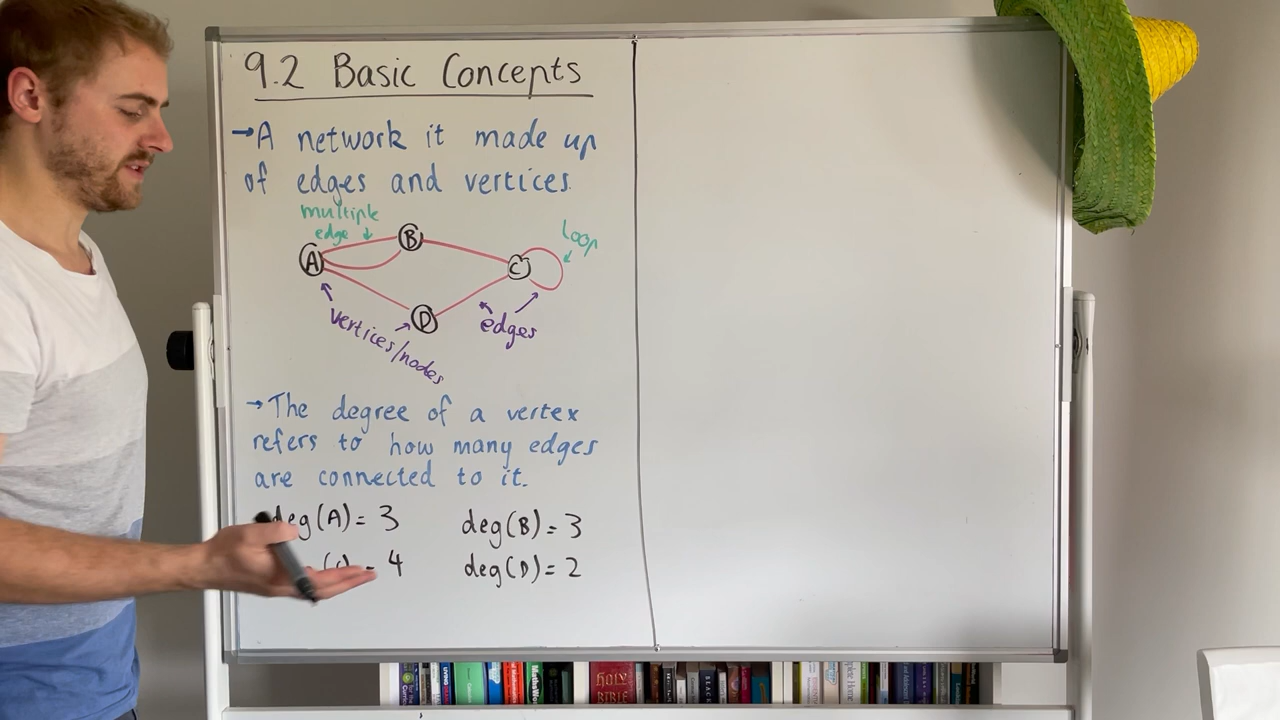 9.2 Basic Concepts
→A network it made up
of edges and vertices.
multiple
edge
B
A
C
loop
D
vertices/nodes
edges
→The degree of a vertex
refers to how many edges
are connected to it.
deg(A)= 3 deg(B)= 3
4 deg(D)= 2
HOLY
BIBLE